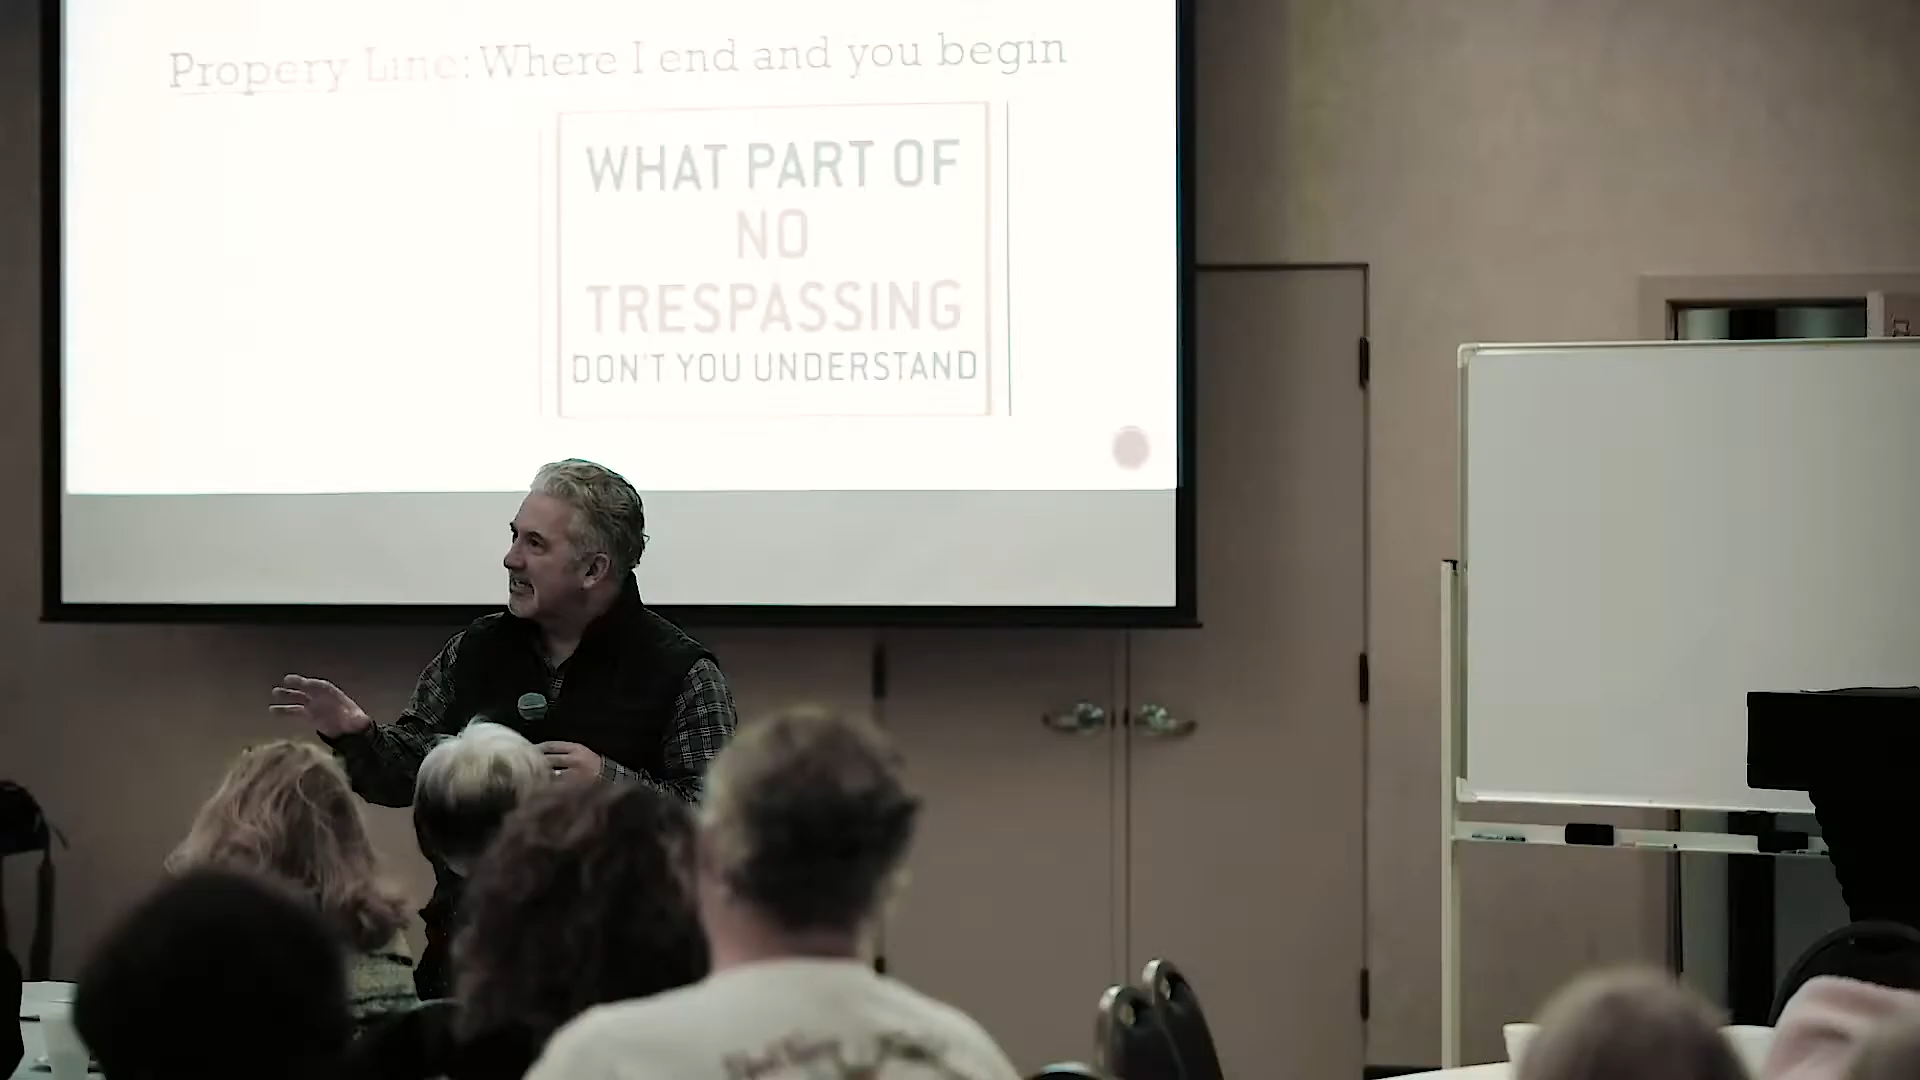 Propery Line: Where I end and you begin
WHAT PART OF
NO
TRESPASSING
DON'T YOU UNDERSTAND